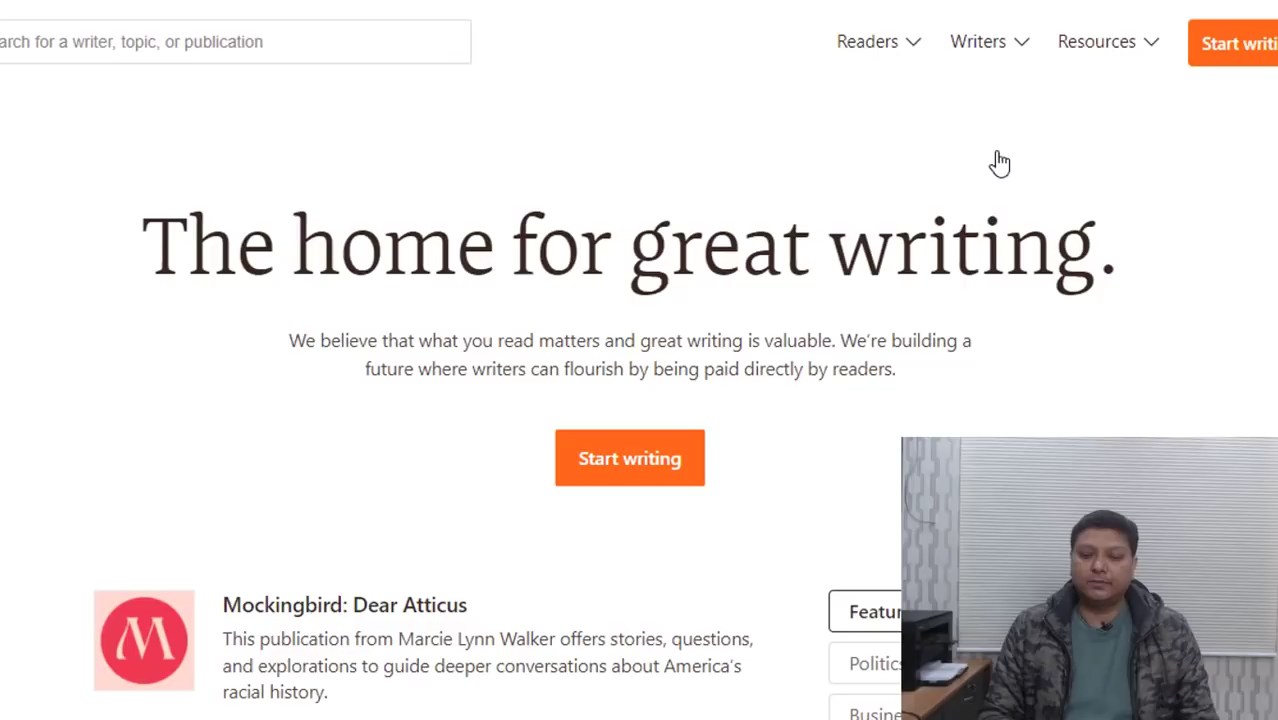 arch for a writer, topic, or publication
Readers
Writers
Resources
Start writi
The home for great writing.
We believe that what you read matters and great writing is valuable. We're building a
future where writers can flourish by being paid directly by readers.
Start writing
M
Mockingbird: Dear Atticus
This publication from Marcie Lynn Walker offers stories, questions,
and explorations to guide deeper conversations about America's
racial history.
Featur
Politics
Busine